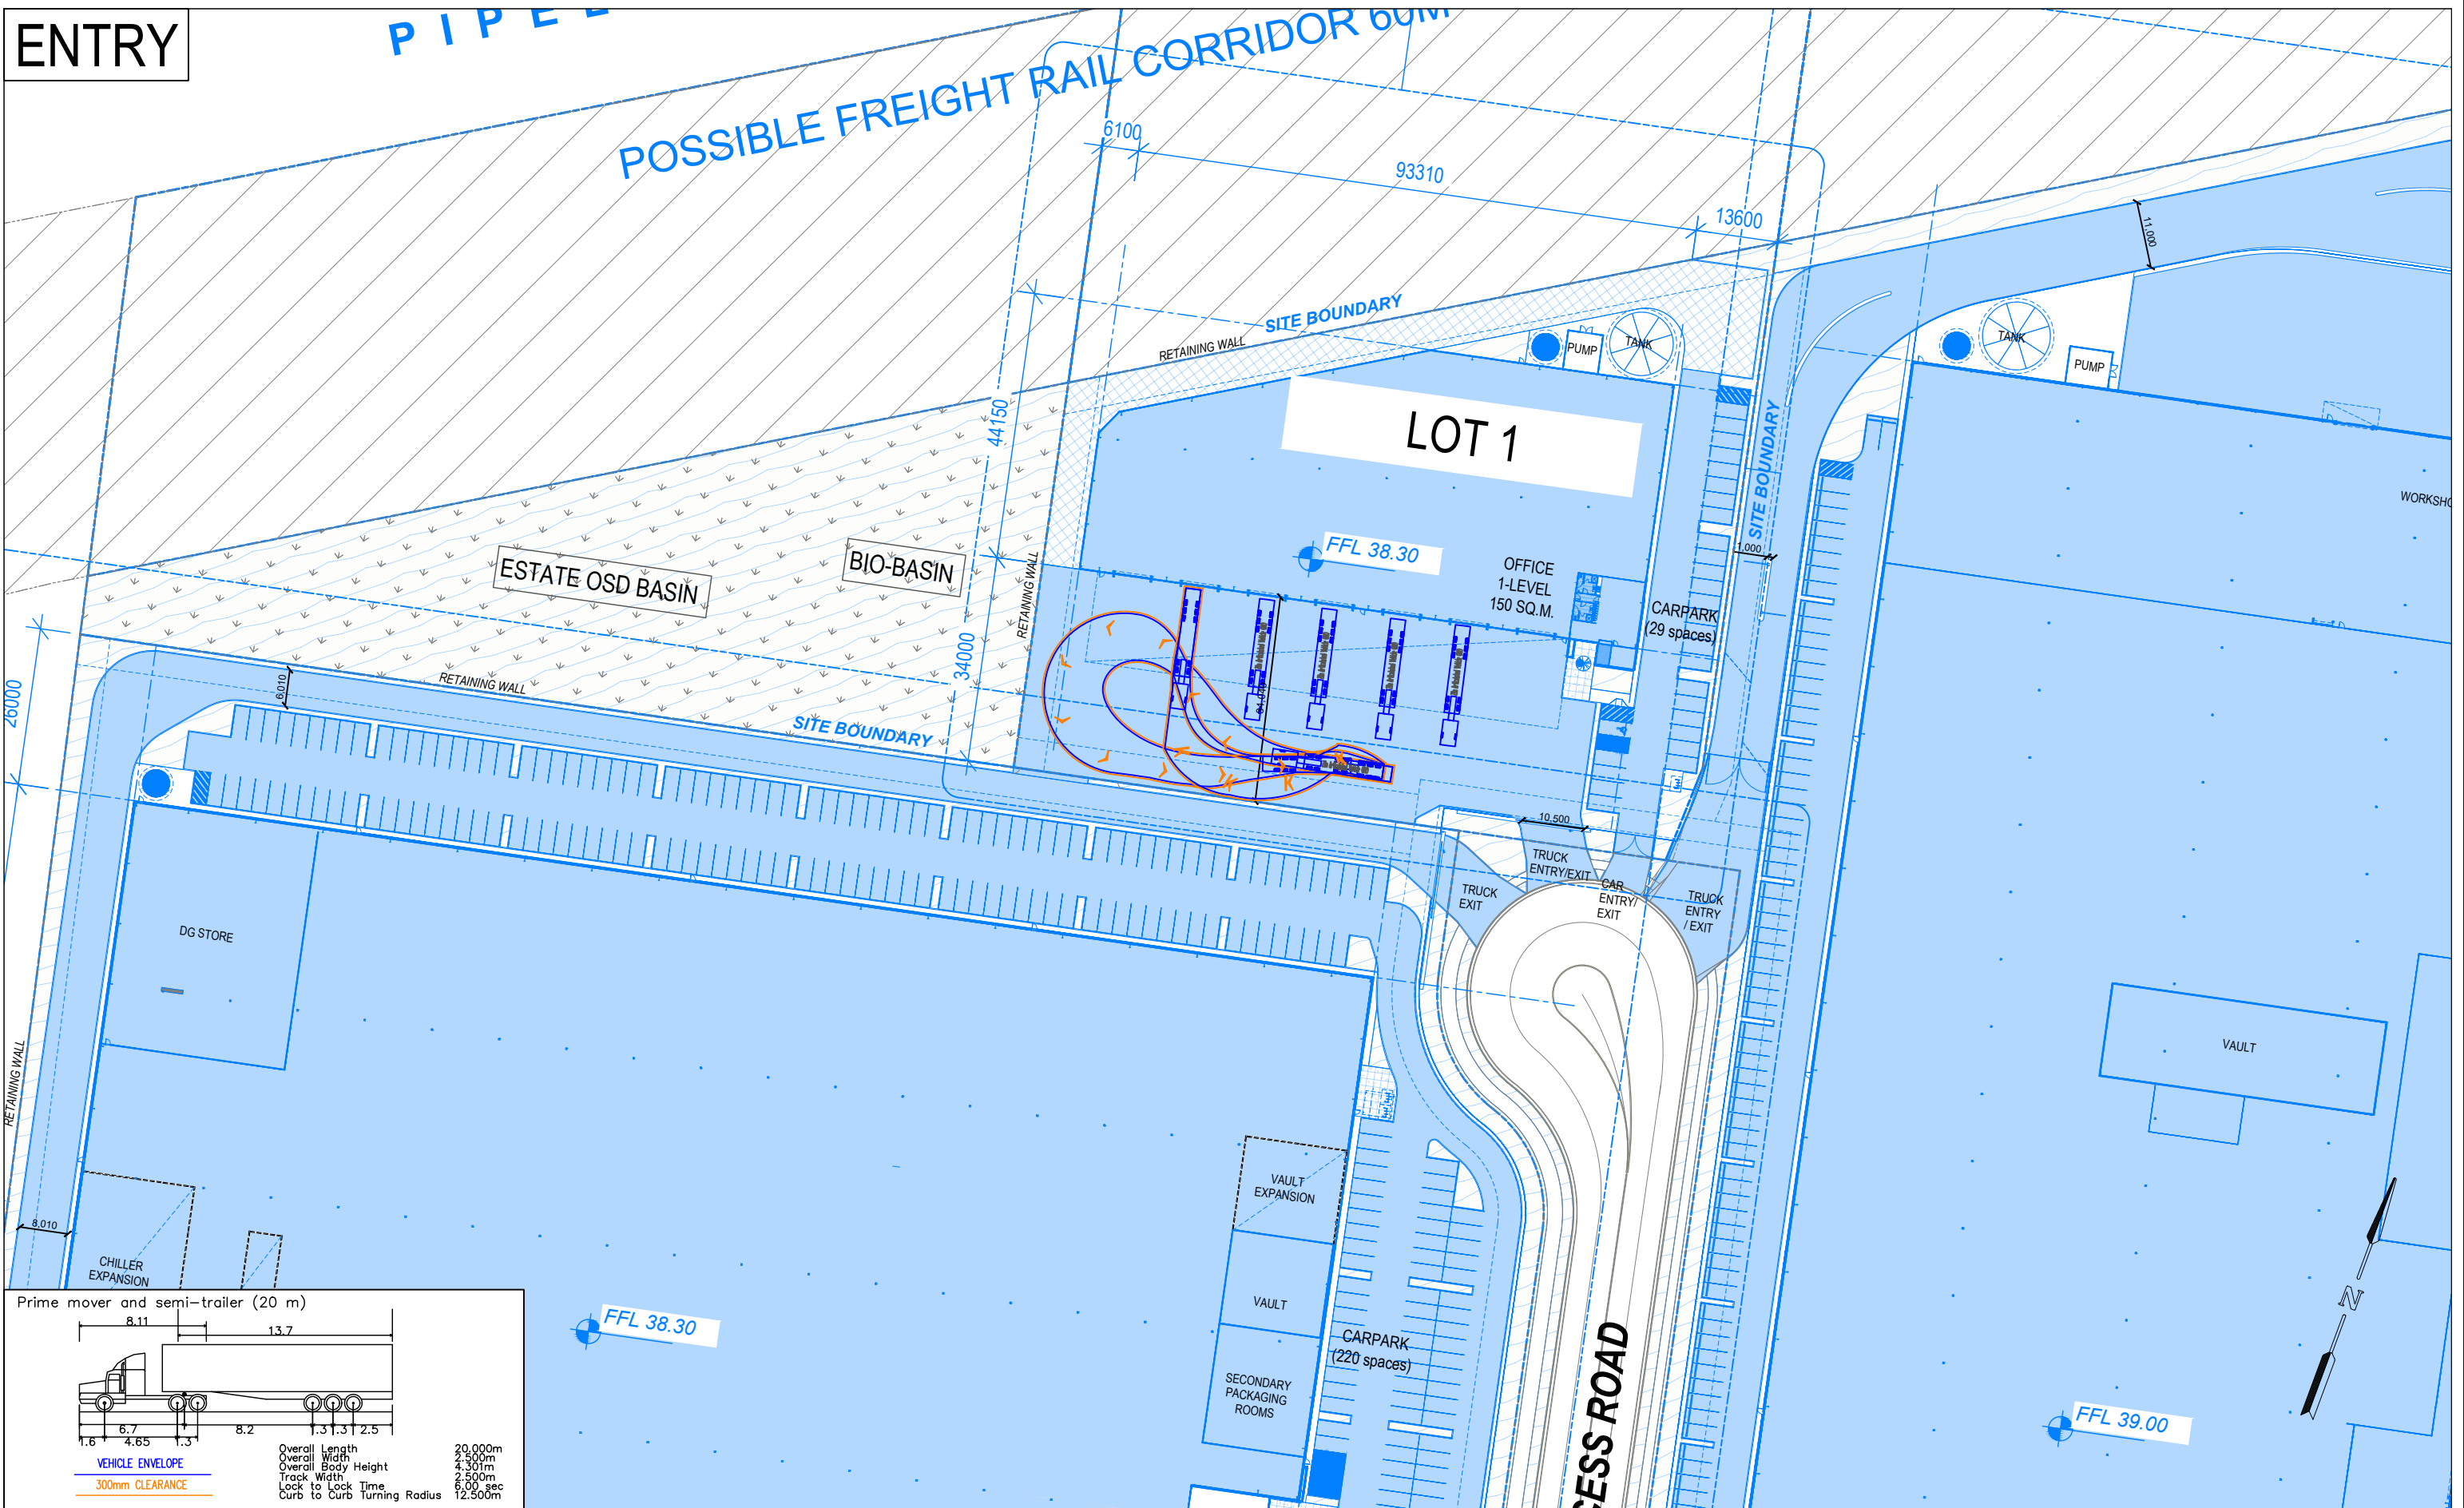 ENTRY
POSSIBLE FREIGHT RAIL CORRIDOR 60M
6100
93310
13600
11.000
SITE BOUNDARY
RETAINING WALL
PUMP
TANK
TANK
PUMP
LOT 1
44150
SITE BOUNDARY
FFL 38.30
OFFICE
1-LEVEL
150 SQ.M.
1.000
ESTATE OSD BASIN
BIO-BASIN
RETAINING WALL
CARPARK
(29 spaces)
34000
26000
6.010
RETAINING WALL
SITE BOUNDARY
10.500
TRUCK
ENTRY/EXIT
TRUCK
EXIT
CAR
ENTRY/
EXIT
TRUCK
ENTRY
/ EXIT
DG STORE
RETAINING WALL
VAULT
VAULT
EXPANSION
8.010
CHILLER
EXPANSION
VAULT
FFL 38.30
CARPARK
(220 spaces)
SECONDARY
PACKAGING
ROOMS
N
FFL 39.00
Prime mover and semi-trailer (20 m)
8.11
13.7
6.7
8.2
1.3
1.3
2.5
1.6
4.65
1.3
VEHICLE ENVELOPE
300mm CLEARANCE
Overall Length 20.000m
Overall Width 2.500m
Overall Body Height 4.301m
Track Width 2.500m
Lock to Lock Time 6.00 sec
Curb to Curb Turning Radius 12.500m